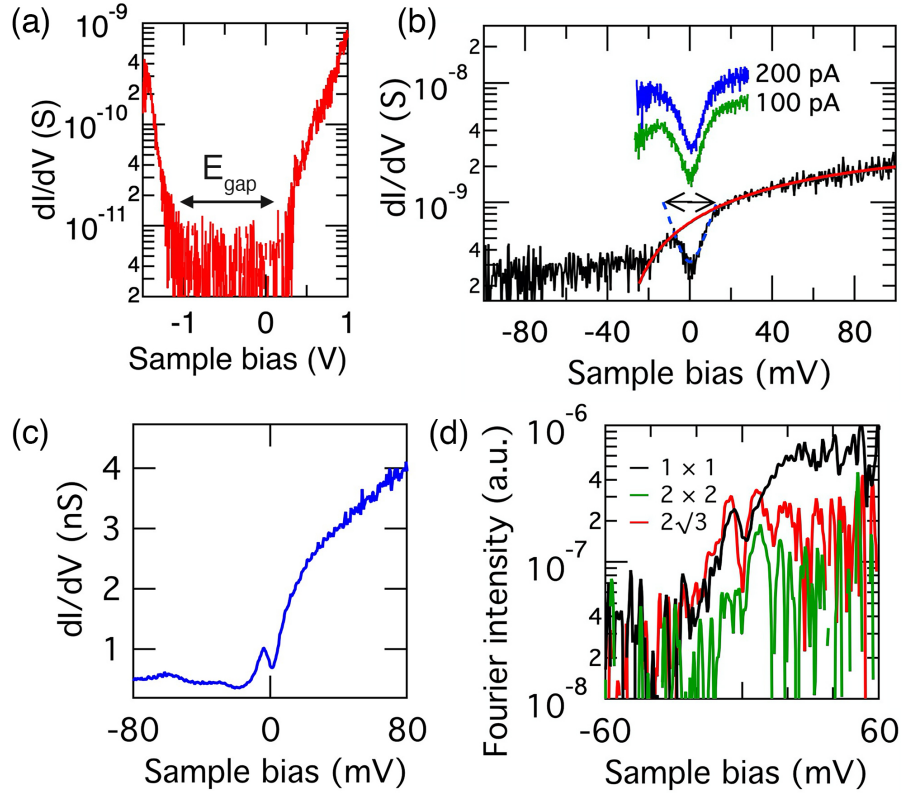 (a)
10⁻⁹
4
2
10⁻¹⁰
4
2
10⁻¹¹
4
2
dI/dV (S)
E_gap
-1 0 1
Sample bias (V)
(b)
2
10⁻⁸
4
2
10⁻⁹
4
2
dI/dV (S)
200 pA
100 pA
-80 -40 0 40 80
Sample bias (mV)
(c)
4
3
2
1
dI/dV (nS)
-80 0 80
Sample bias (mV)
(d)
10⁻⁶
4
2
10⁻⁷
4
2
10⁻⁸
Fourier intensity (a.u.)
1 × 1
2 × 2
2√3
-60 60
Sample bias (mV)